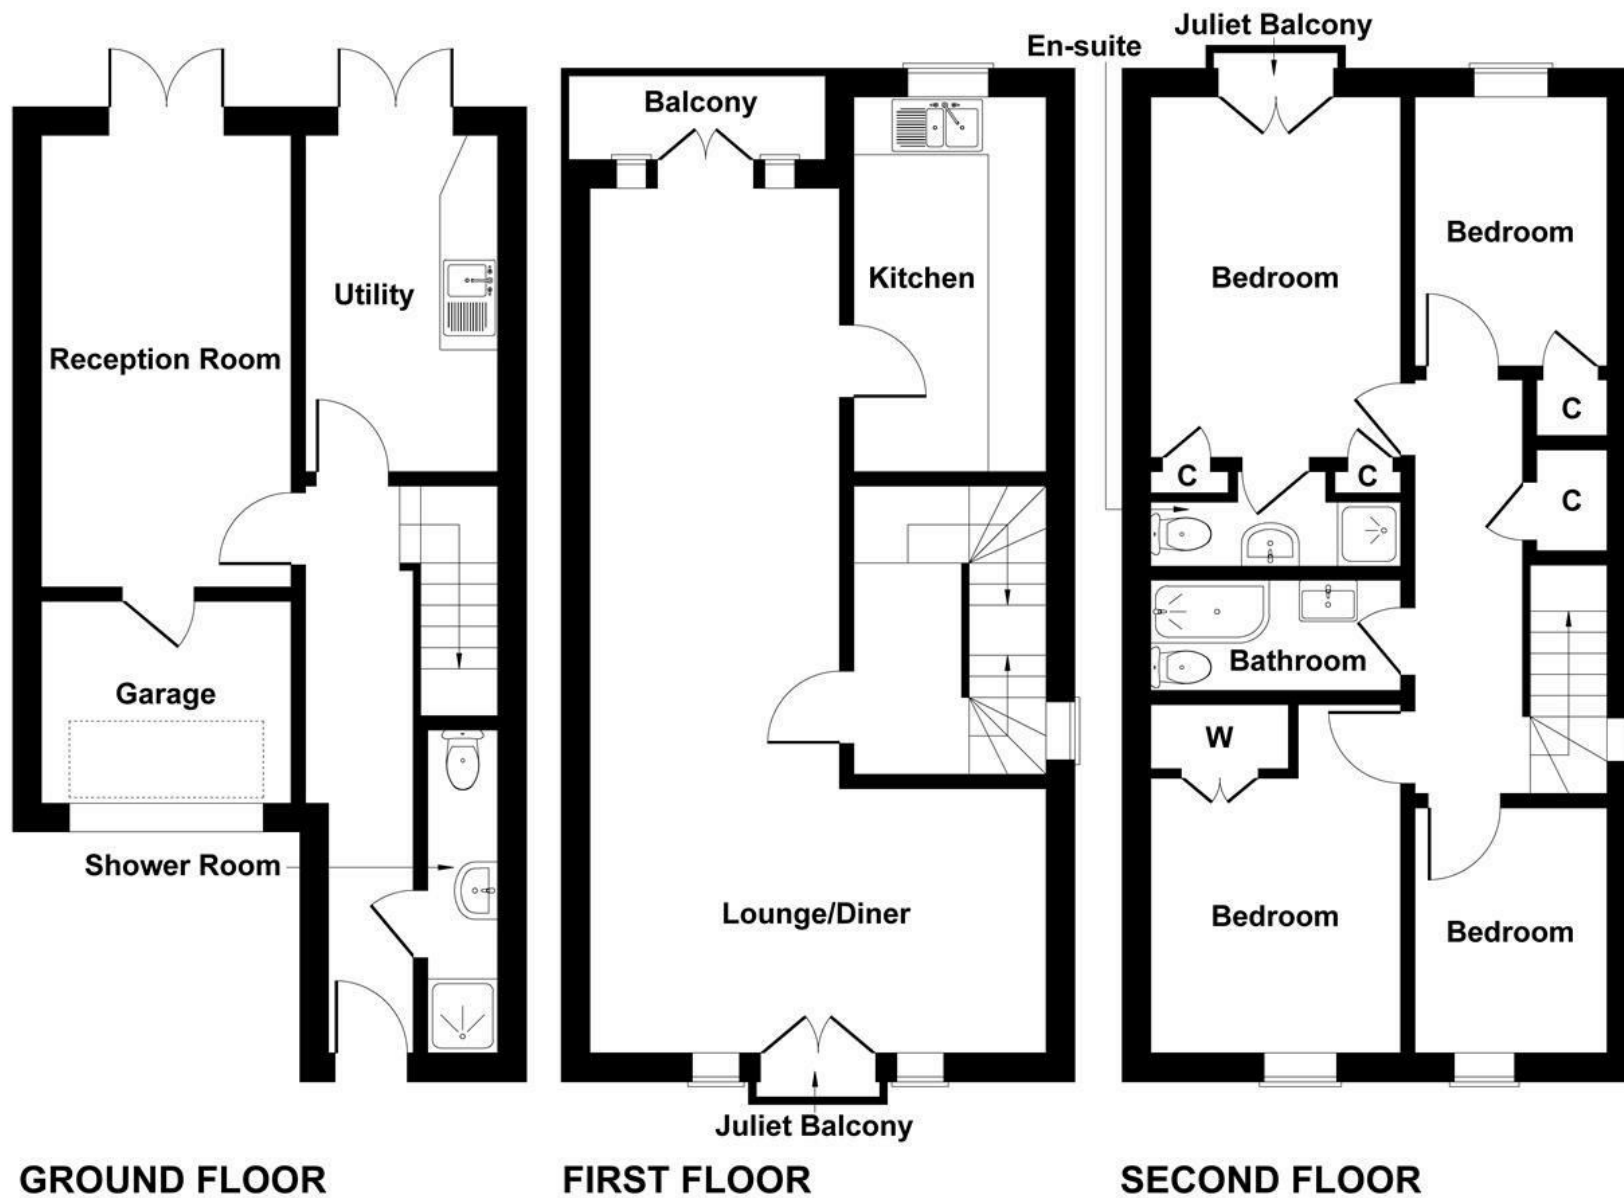 Reception Room
Utility
Garage
Shower Room
GROUND FLOOR
Balcony
Kitchen
Lounge/Diner
Juliet Balcony
FIRST FLOOR
Juliet Balcony
En-suite
Bedroom
Bedroom
C
C
C
C
Bathroom
W
Bedroom
Bedroom
SECOND FLOOR